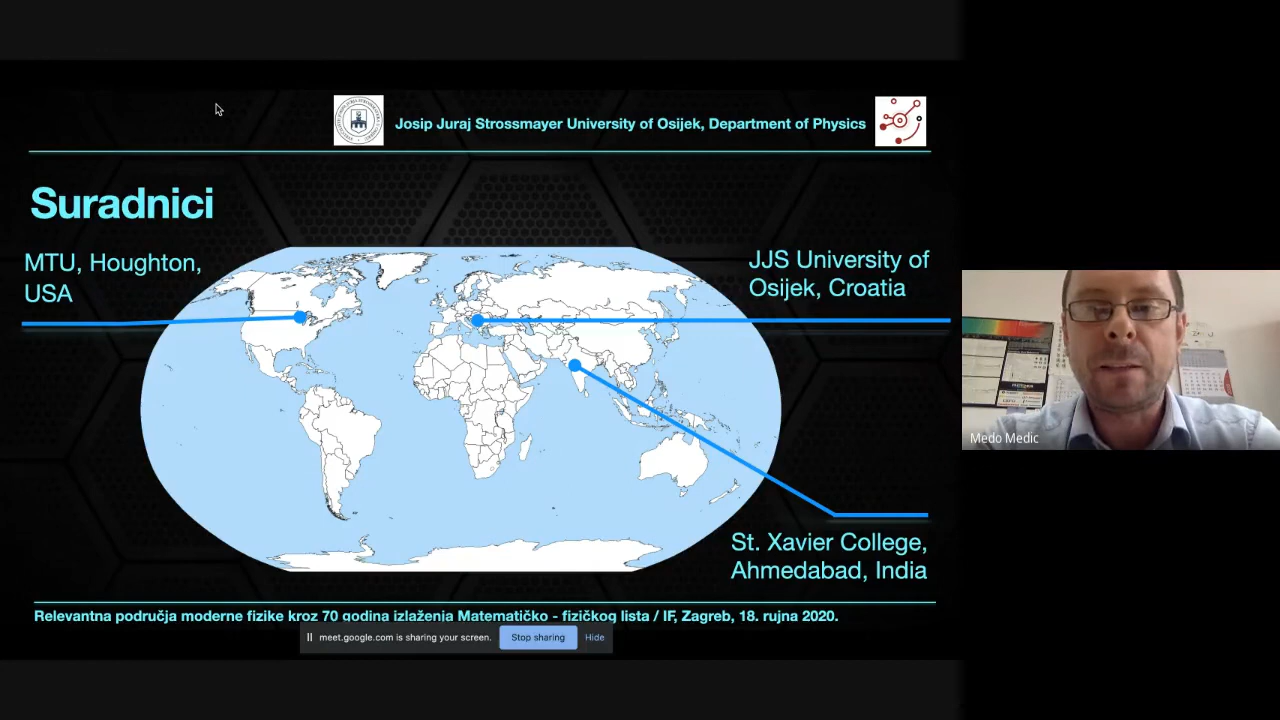 Josip Juraj Strossmayer University of Osijek, Department of Physics
Suradnici
MTU, Houghton,
USA
JJS University of
Osijek, Croatia
St. Xavier College,
Ahmedabad, India
Relevantna područja moderne fizike kroz 70 godina izlaženja Matematičko - fizičkog lista / IF, Zagreb, 18. rujna 2020.
meet.google.com is sharing your screen.
Stop sharing
Hide
Medo Medic